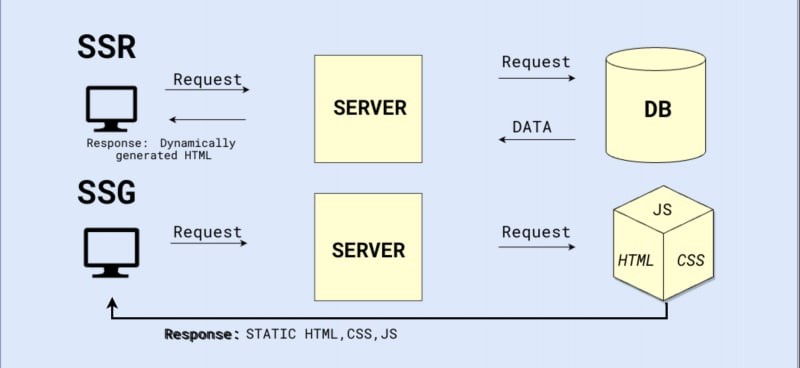 SSR
Request
Response: Dynamically
generated HTML
SERVER
Request
DATA
DB
SSG
Request
SERVER
Request
JS
HTML
CSS
Response: STATIC HTML,CSS,JS